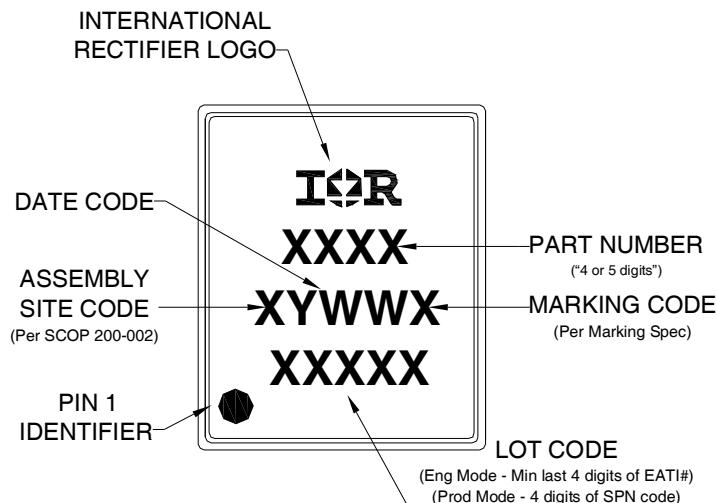 INTERNATIONAL
RECTIFIER LOGO
IOR
DATE CODE
XXXX
PART NUMBER
("4 or 5 digits")
ASSEMBLY
SITE CODE
(Per SCOP 200-002)
XYWWX
MARKING CODE
(Per Marking Spec)
XXXXX
PIN 1
IDENTIFIER
LOT CODE
(Eng Mode - Min last 4 digits of EATI#)
(Prod Mode - 4 digits of SPN code)